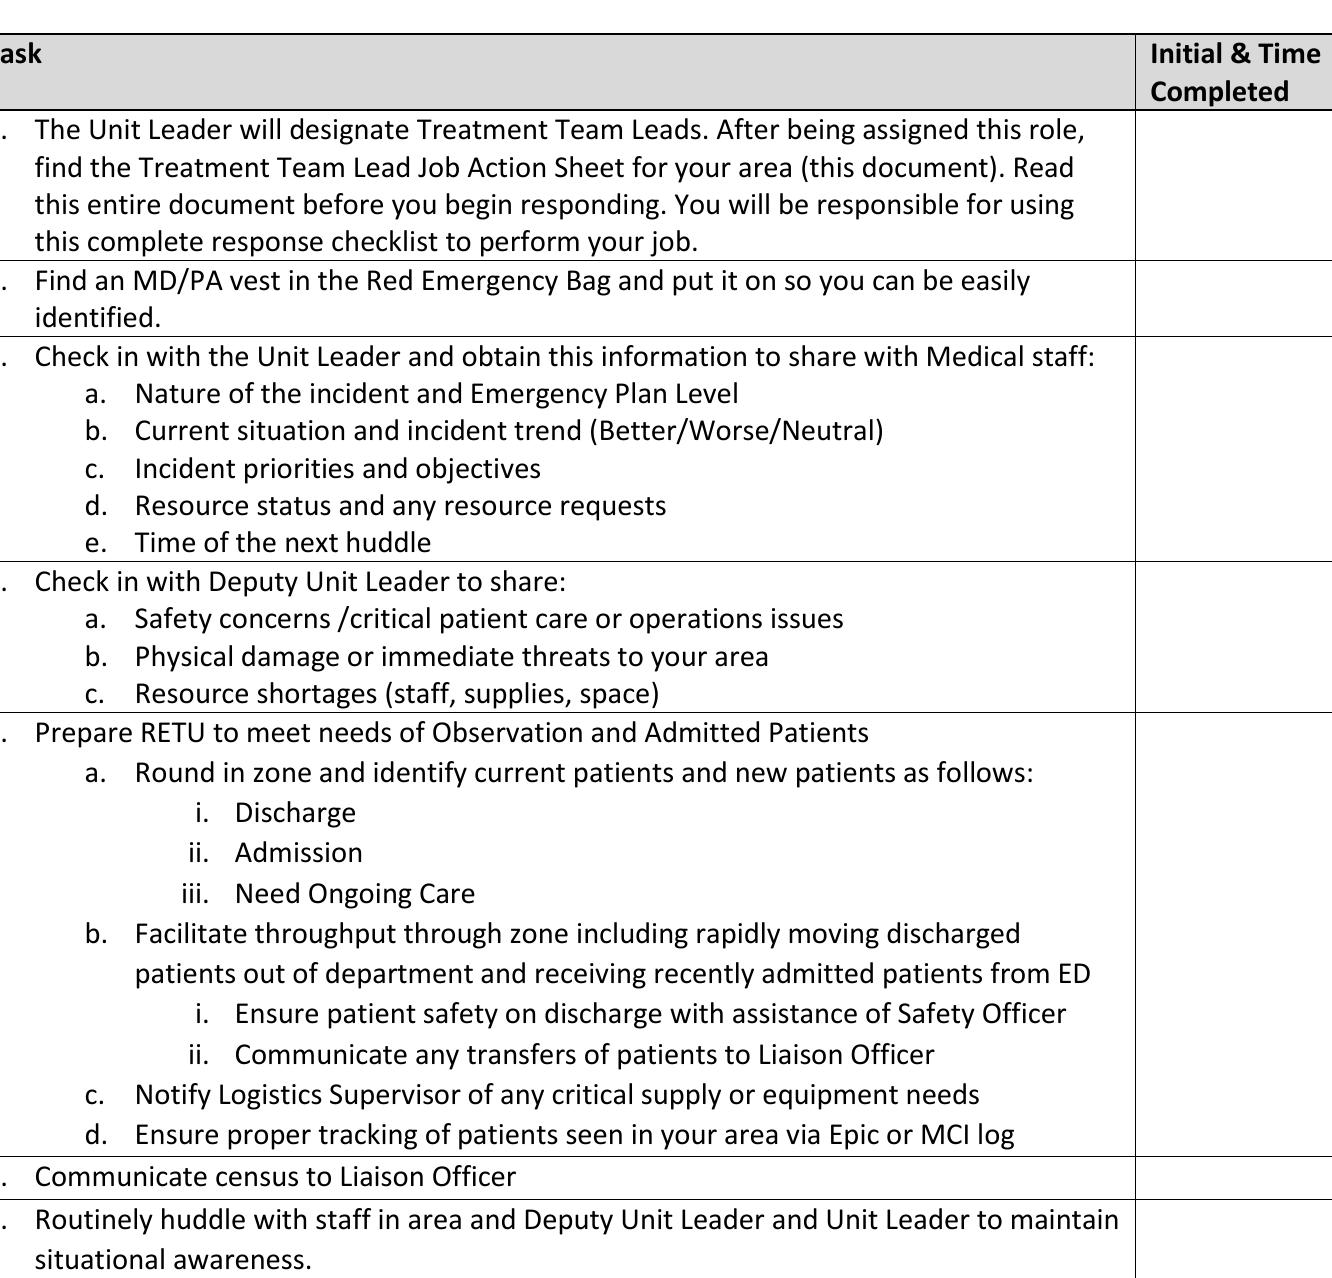 ask
Initial & Time
Completed
. The Unit Leader will designate Treatment Team Leads. After being assigned this role,
find the Treatment Team Lead Job Action Sheet for your area (this document). Read
this entire document before you begin responding. You will be responsible for using
this complete response checklist to perform your job.
. Find an MD/PA vest in the Red Emergency Bag and put it on so you can be easily
identified.
. Check in with the Unit Leader and obtain this information to share with Medical staff:
a. Nature of the incident and Emergency Plan Level
b. Current situation and incident trend (Better/Worse/Neutral)
c. Incident priorities and objectives
d. Resource status and any resource requests
e. Time of the next huddle
. Check in with Deputy Unit Leader to share:
a. Safety concerns /critical patient care or operations issues
b. Physical damage or immediate threats to your area
c. Resource shortages (staff, supplies, space)
. Prepare RETU to meet needs of Observation and Admitted Patients
a. Round in zone and identify current patients and new patients as follows:
i. Discharge
ii. Admission
iii. Need Ongoing Care
b. Facilitate throughput through zone including rapidly moving discharged
patients out of department and receiving recently admitted patients from ED
i. Ensure patient safety on discharge with assistance of Safety Officer
ii. Communicate any transfers of patients to Liaison Officer
c. Notify Logistics Supervisor of any critical supply or equipment needs
d. Ensure proper tracking of patients seen in your area via Epic or MCI log
. Communicate census to Liaison Officer
. Routinely huddle with staff in area and Deputy Unit Leader and Unit Leader to maintain
situational awareness.